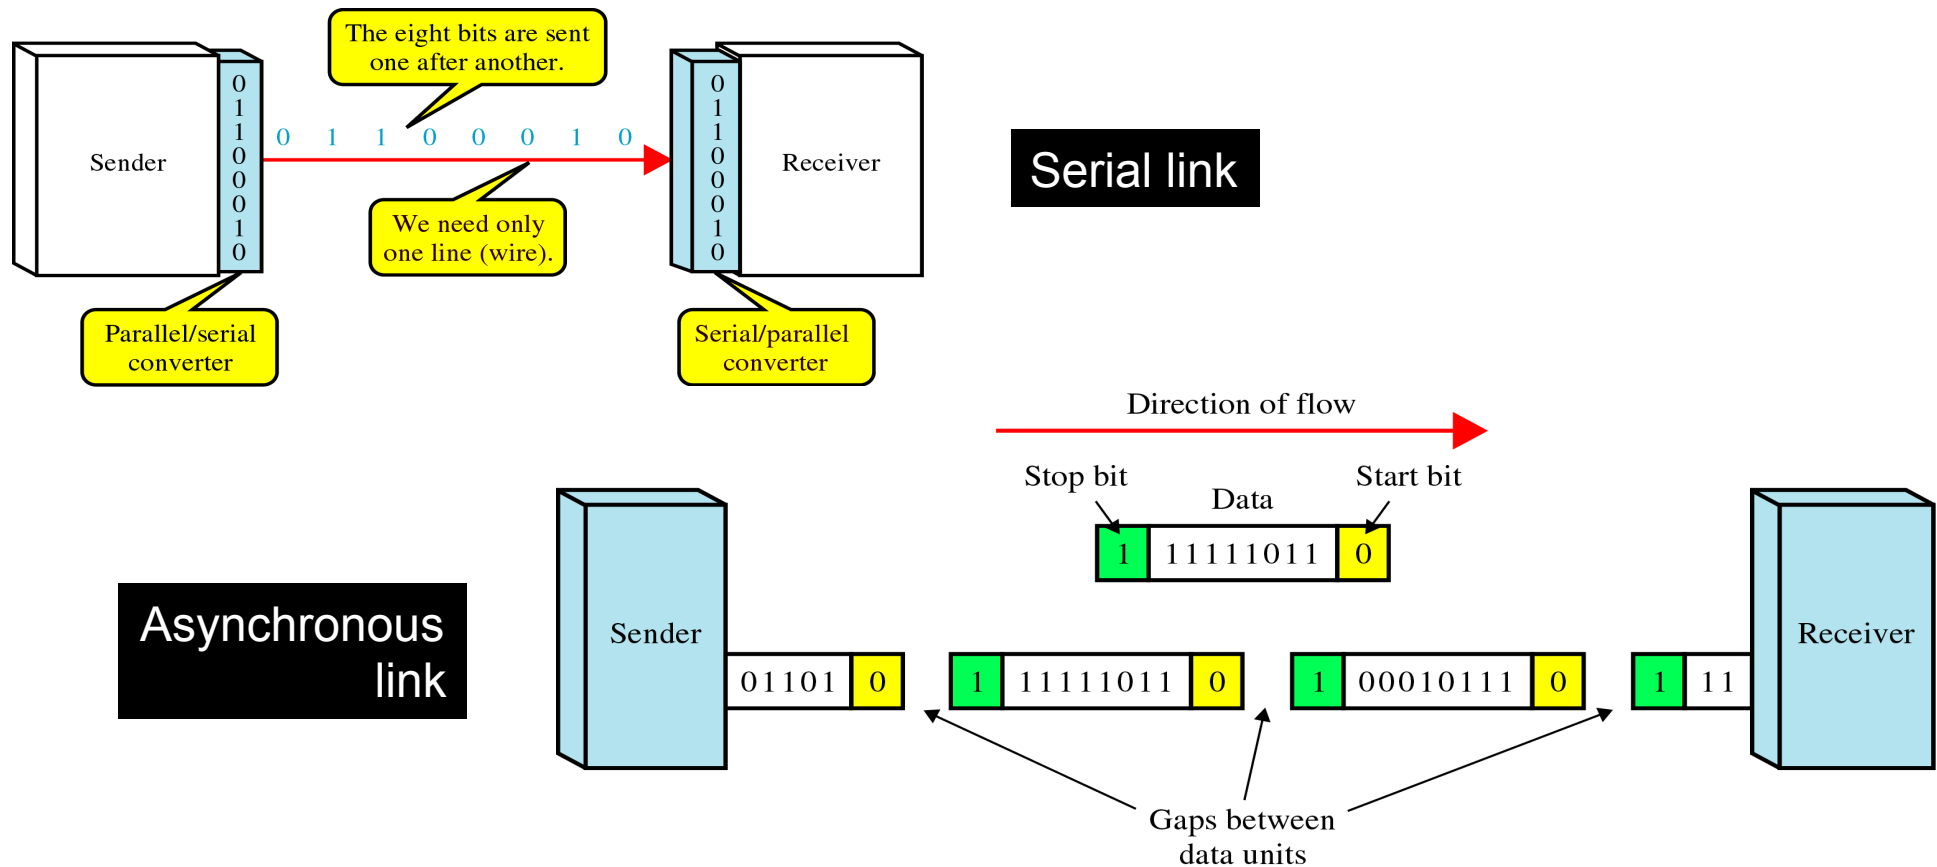 The eight bits are sent
one after another.
Sender
0
1
1
0
0
0
1
0
0 1 1 0 0 0 1 0
0
1
1
0
0
0
1
0
Receiver
We need only
one line (wire).
Parallel/serial
converter
Serial/parallel
converter
Serial link
Direction of flow
Stop bit
Data
Start bit
1 11111011 0
Asynchronous
link
Sender
01101 0
1 11111011 0
1 00010111 0
1 11
Receiver
Gaps between
data units